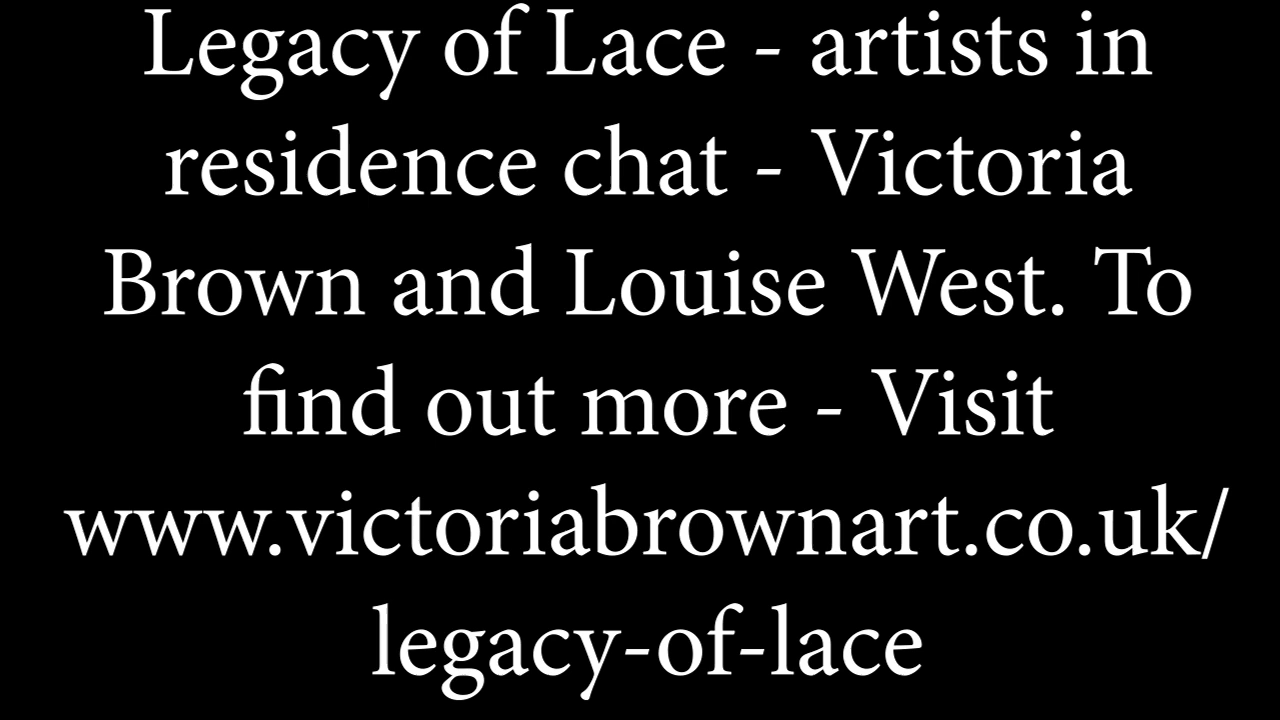 Legacy of Lace - artists in
residence chat - Victoria
Brown and Louise West. To
find out more - Visit
www.victoriabrownart.co.uk/
legacy-of-lace